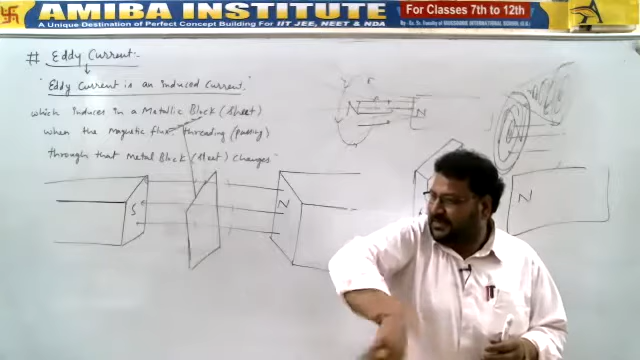 AMIBA INSTITUTE
A Unique Destination of Perfect Concept Building For IIT JEE, NEET & NDA
For Classes 7th to 12th
# Eddy Current:-
"Eddy Current is an induced Current.
which induces in a Metallic Block (Sheet)
when the Magnetic flux threading (passing)
through that Metal Block (Sheet) Changes"
N
N
S
N
N